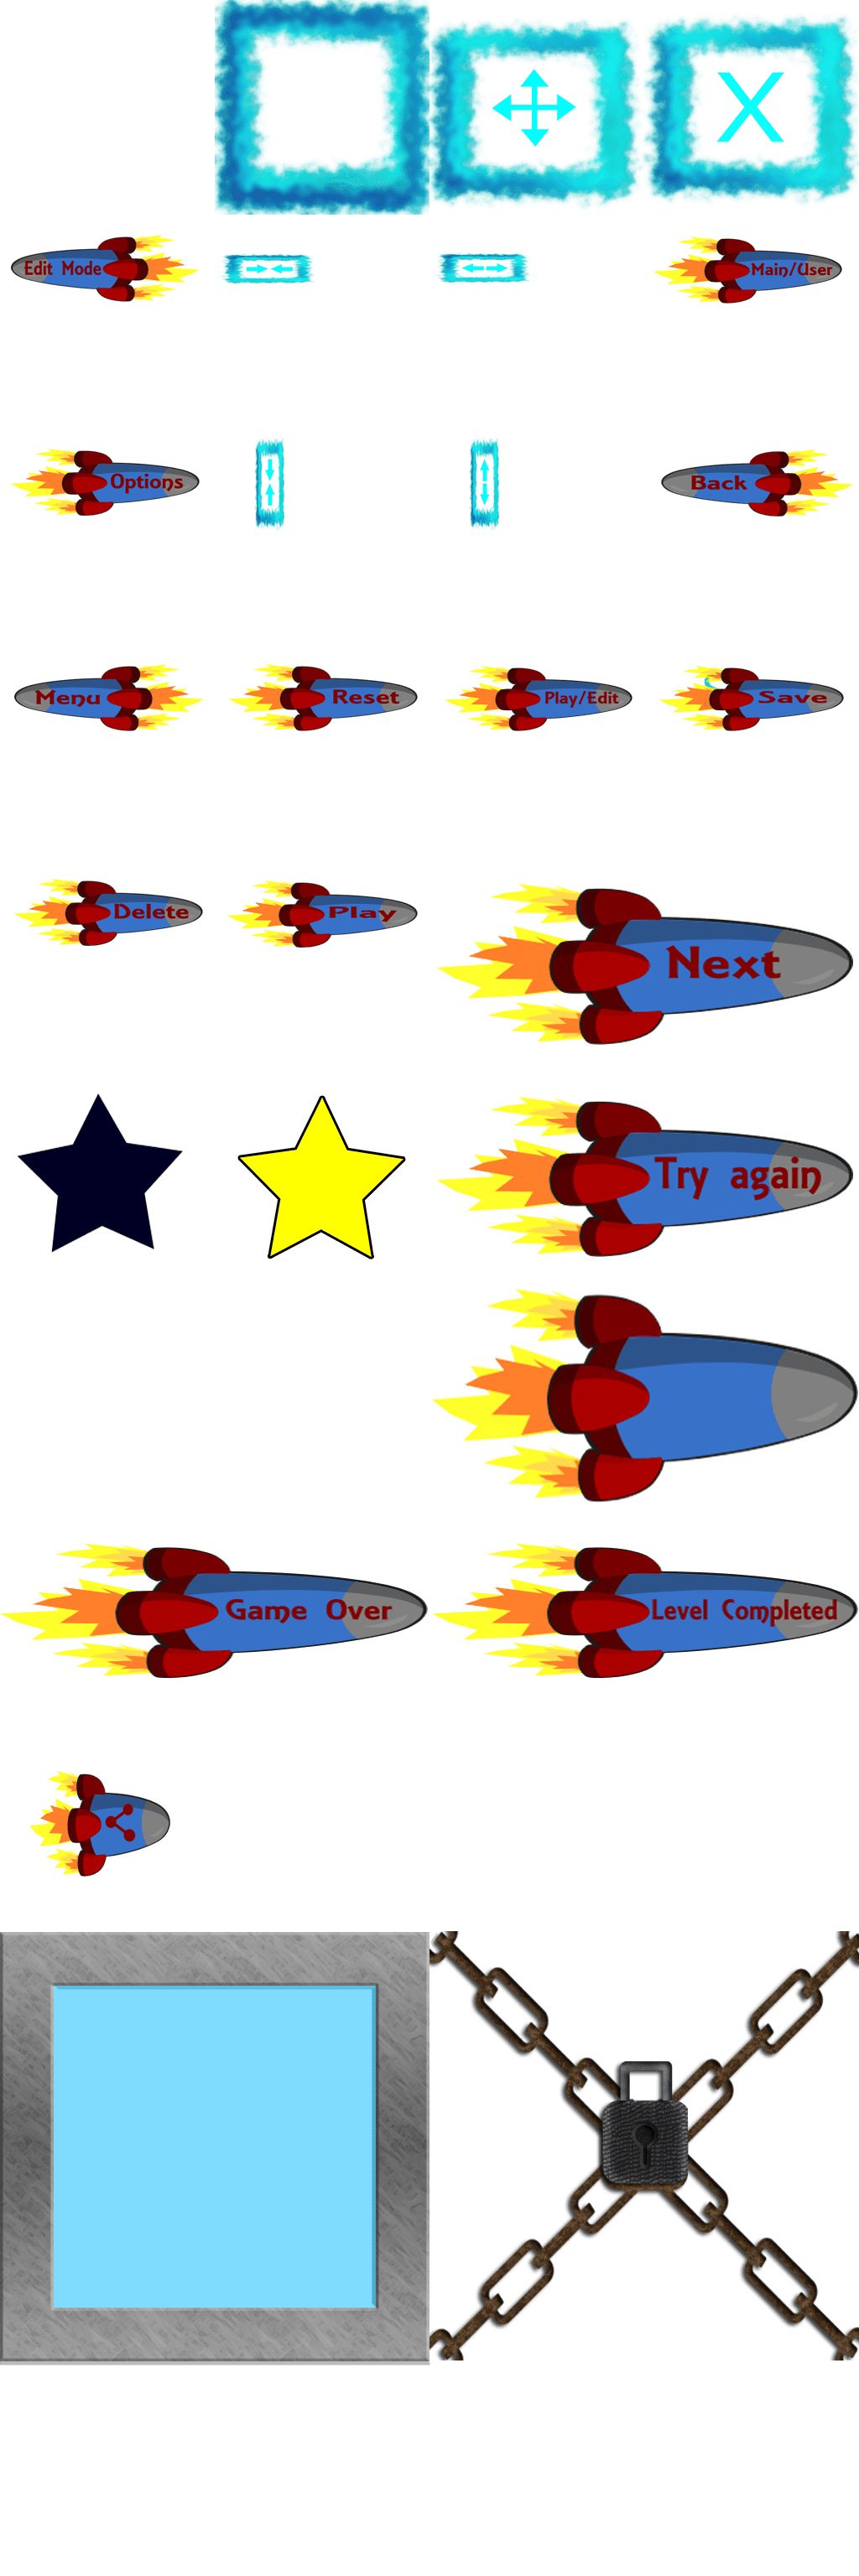 X
Edit Mode
Main/User
Options
Back
Menu
Reset
Play/Edit
Save
Delete
Play
Next
Try again
Game Over
Level Completed